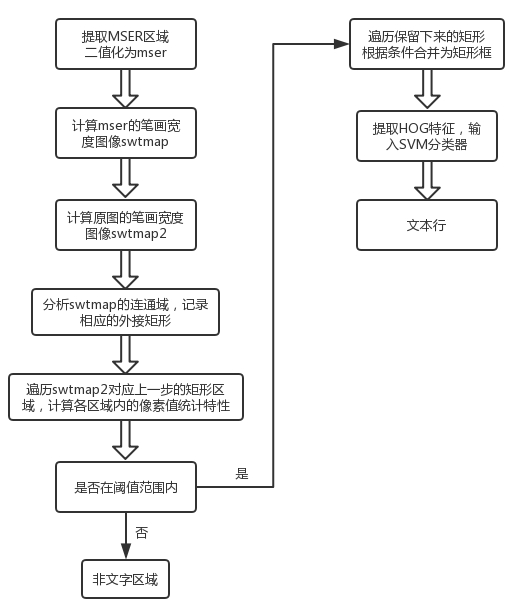 提取MSER区域
二值化为mser
计算mser的笔画宽
度图像swtmap
计算原图的笔画宽度
图像swtmap2
分析swtmap的连通域，记录
相应的外接矩形
遍历swtmap2对应上一步的矩形区
域，计算各区域内的像素值统计特性
是否在阈值范围内
是
否
非文字区域
遍历保留下来的矩形
根据条件合并为矩形框
提取HOG特征，输
入SVM分类器
文本行